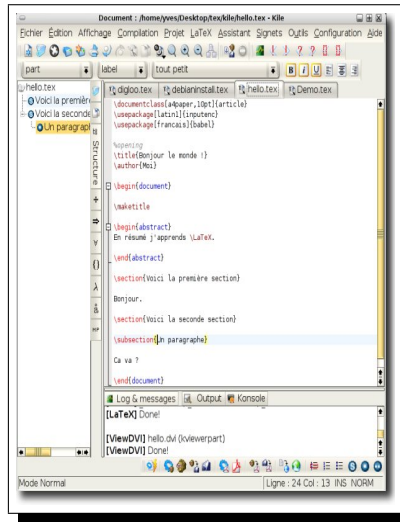 Document : /home/yves/Desktop/tex/kile/hello.tex - Kile
Fichier Édition Affichage Compilation Projet LaTeX Assistant Signets Outils Configuration Aide
part label tout petit B I U
hello.tex
Voici la premièr
Voici la seconde
Un paragrap
Structure
digloo.tex debianinstall.tex hello.tex Demo.tex
\documentclass[a4paper,10pt]{article}
\usepackage[latin1]{inputenc}
\usepackage[francais]{babel}
%opening
\title{Bonjour le monde !}
\author{Moi}
\begin{document}
\maketitle
\begin{abstract}
En résumé j'apprends \LaTeX.
\end{abstract}
\section{Voici la première section}
Bonjour.
\section{Voici la seconde section}
\subsection{Un paragraphe}
Ca va ?
\end{document}
Log & messages Output Konsole
[LaTeX] Done!
[ViewDVI] hello.dvi (kviewerpart)
[ViewDVI] Done!
Mode Normal Ligne : 24 Col : 13 INS NORM